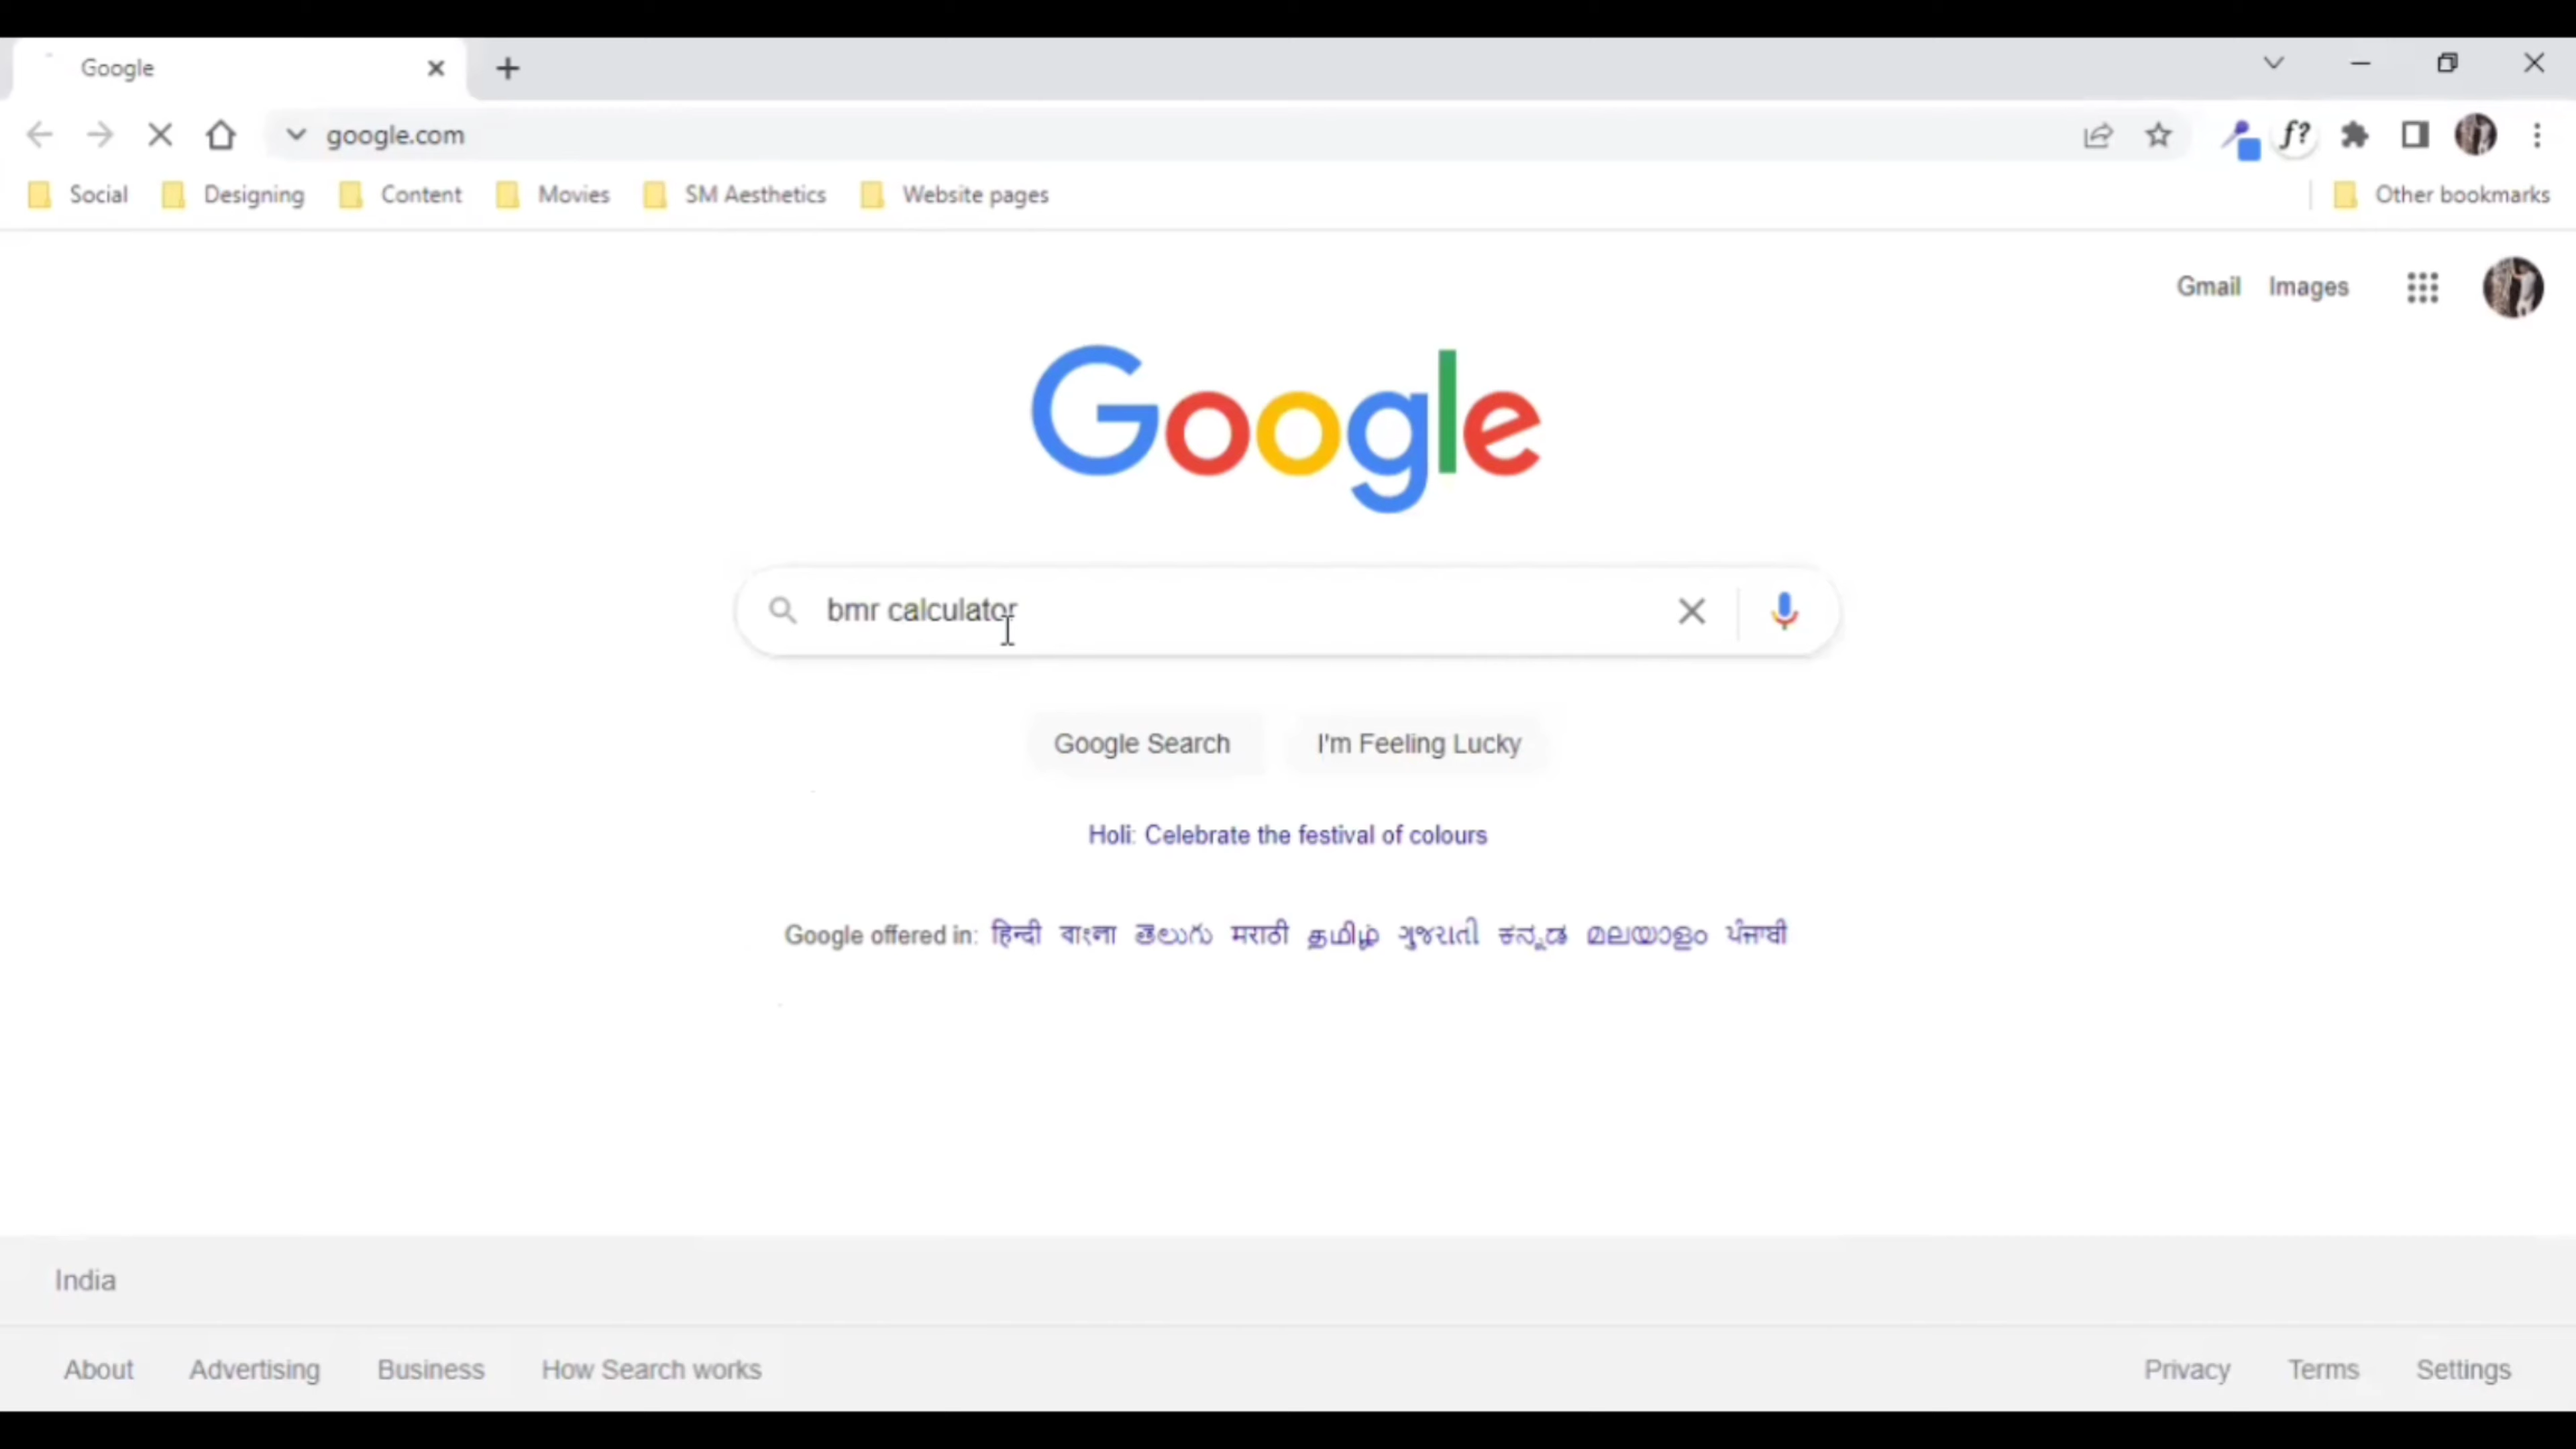 Google
google.com
f?
Social Designing Content Movies SM Aesthetics Website pages Other bookmarks
Gmail Images
Google
bmr calculator
Google Search I'm Feeling Lucky
Holi: Celebrate the festival of colours
Google offered in: हिन्दी বাংলা తెలుగు मराठी தமிழ் ગુજરાતી ಕನ್ನಡ മലയാളം ਪੰਜਾਬੀ
India
About Advertising Business How Search works Privacy Terms Settings